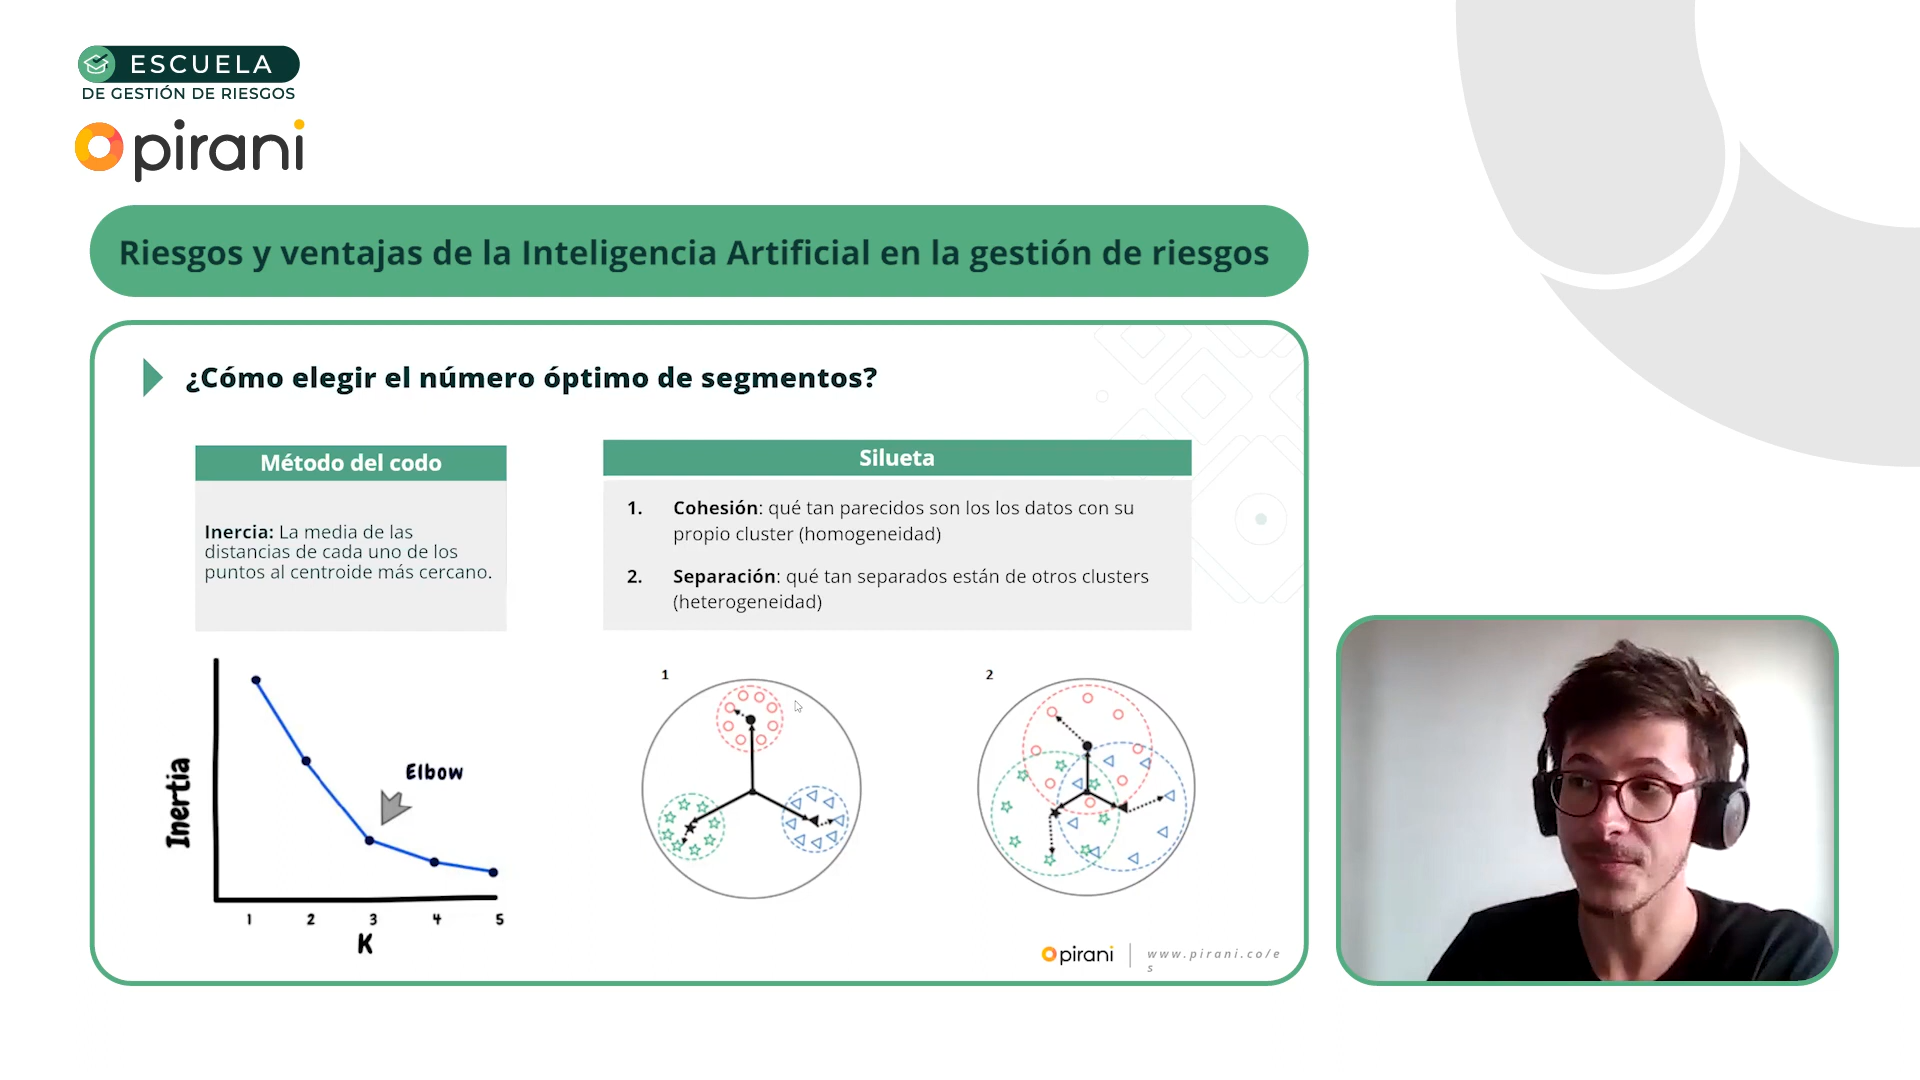 ESCUELA
DE GESTIÓN DE RIESGOS
pirani
Riesgos y ventajas de la Inteligencia Artificial en la gestión de riesgos
¿Cómo elegir el número óptimo de segmentos?
Método del codo
Inercia: La media de las
distancias de cada uno de los
puntos al centroide más cercano.
Silueta
1. Cohesión: qué tan parecidos son los los datos con su
propio cluster (homogeneidad)
2. Separación: qué tan separados están de otros clusters
(heterogeneidad)
Inertia
Elbow
1 2 3 4 5
K
1
2
pirani
www.pirani.co/e
s